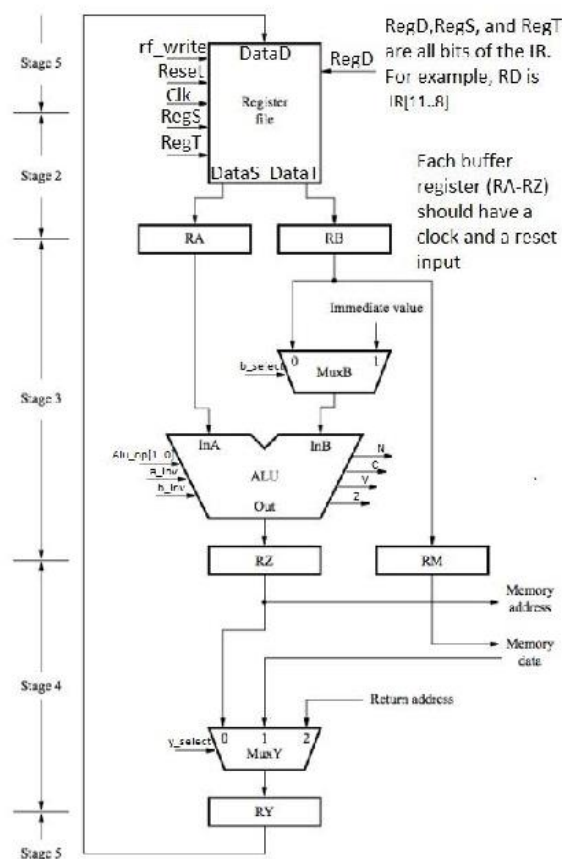 Stage 5
rf_write
Reset
Clk
RegS
RegT
DataD
Register
file
DataS DataT
RegD
RegD,RegS, and RegT
are all bits of the IR.
For example, RD is
IR[11..8]
Stage 2
Each buffer
register (RA-RZ)
should have a
clock and a reset
input
RA
RB
Stage 3
Immediate value
0
1
b_select
MuxB
InA
InB
Alu_op[1..0]
a_inv
b_inv
ALU
Out
N
C
V
Z
RZ
RM
Memory
address
Memory
data
Stage 4
Return address
y_select
0
1
2
MuxY
RY
Stage 5